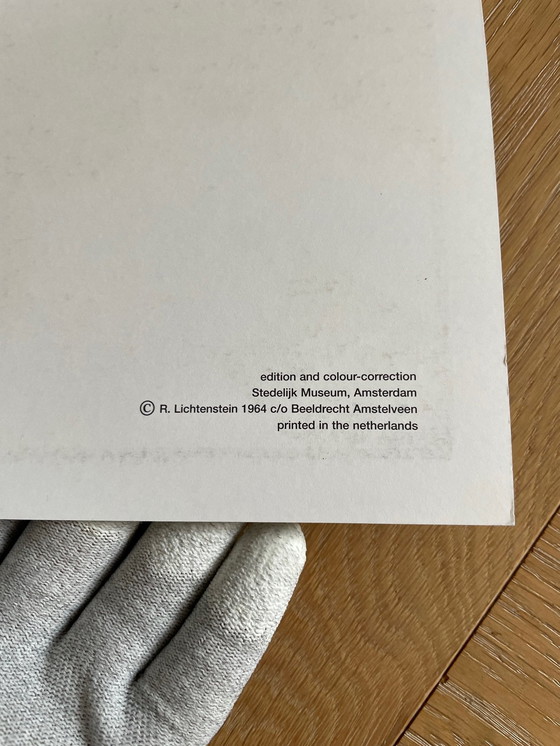 edition and colour-correction
Stedelijk Museum, Amsterdam
© R. Lichtenstein 1964 c/o Beeldrecht Amstelveen
printed in the netherlands